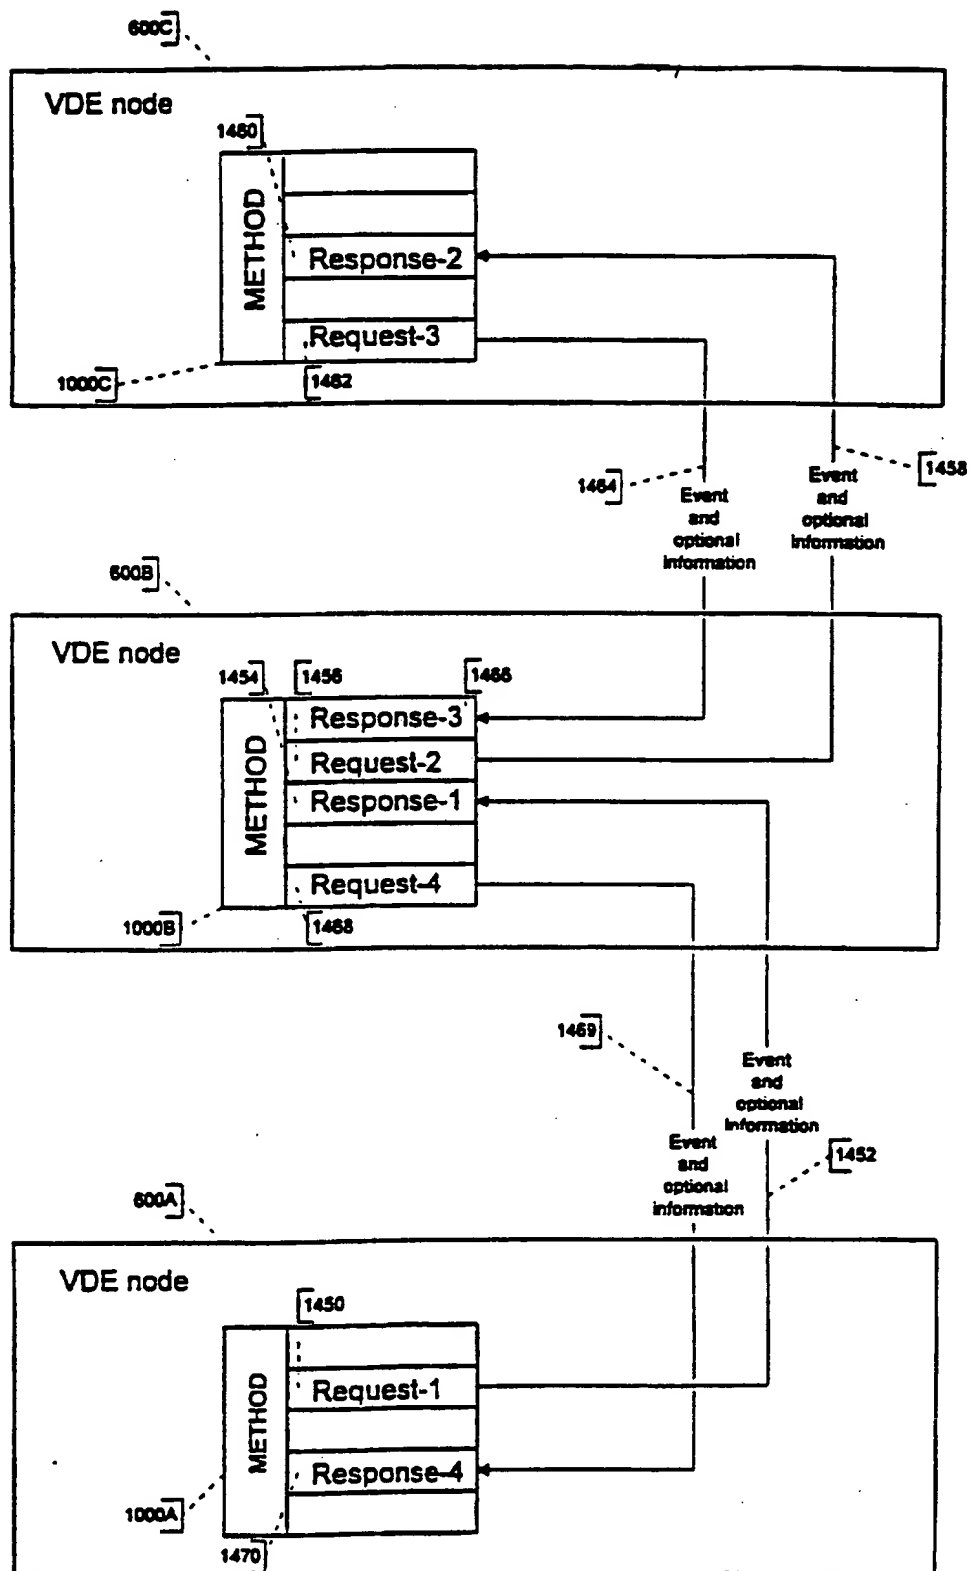 600C
VDE node
1460
METHOD
Response-2
Request-3
1000C
1462
1464
1458
Event
and
optional
information
Event
and
optional
information
600B
VDE node
1454
1456
1466
METHOD
Response-3
Request-2
Response-1
Request-4
1000B
1468
1469
Event
and
optional
information
Event
and
optional
information
1452
600A
VDE node
1450
METHOD
Request-1
Response-4
1000A
1470